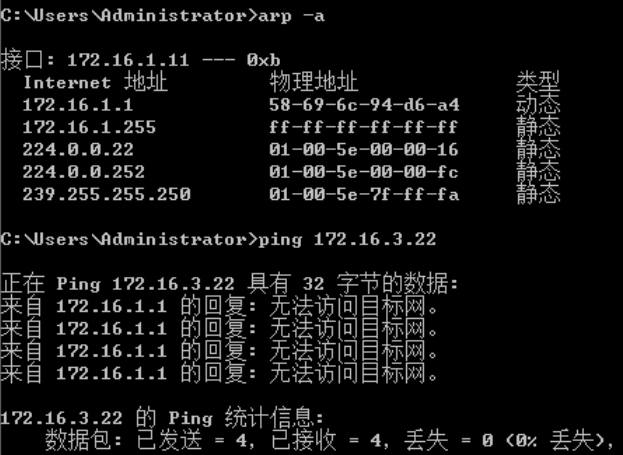 C:\Users\Administrator>arp -a
接口: 172.16.1.11 --- 0xb
Internet 地址 物理地址 类型
172.16.1.1 58-69-6c-94-d6-a4 动态
172.16.1.255 ff-ff-ff-ff-ff-ff 静态
224.0.0.22 01-00-5e-00-00-16 静态
224.0.0.252 01-00-5e-00-00-fc 静态
239.255.255.250 01-00-5e-7f-ff-fa 静态
C:\Users\Administrator>ping 172.16.3.22
正在 Ping 172.16.3.22 具有 32 字节的数据:
来自 172.16.1.1 的回复: 无法访问目标网。
来自 172.16.1.1 的回复: 无法访问目标网。
来自 172.16.1.1 的回复: 无法访问目标网。
来自 172.16.1.1 的回复: 无法访问目标网。
172.16.3.22 的 Ping 统计信息:
数据包: 已发送 = 4, 已接收 = 4, 丢失 = 0 (0% 丢失),